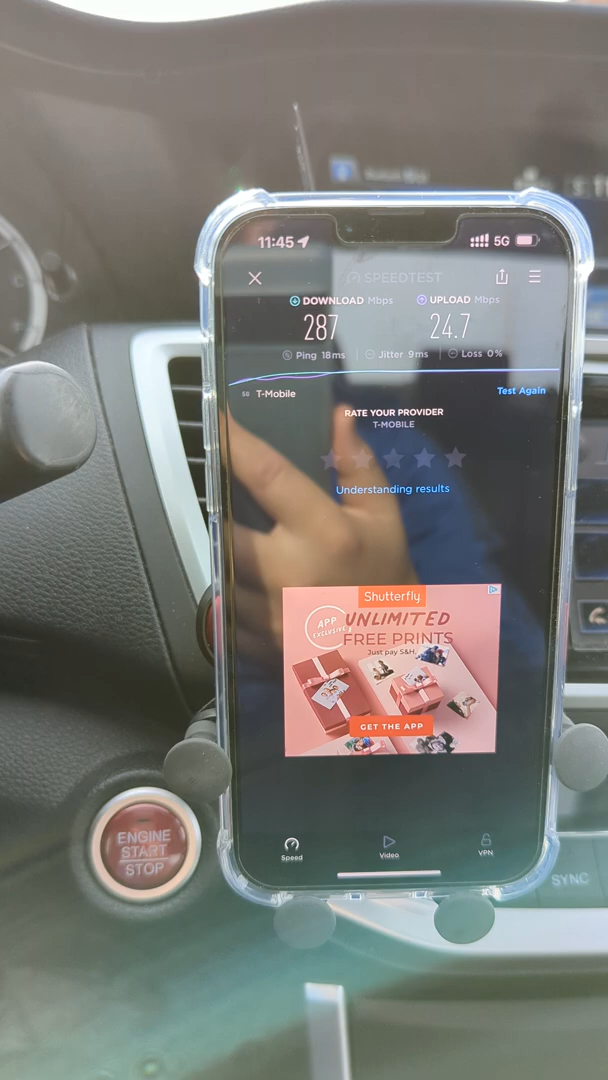 11:45
5G
SPEEDTEST
DOWNLOAD Mbps
UPLOAD Mbps
287
24.7
Ping 18ms
Jitter 9ms
Loss 0%
5G T-Mobile
Test Again
RATE YOUR PROVIDER
T-MOBILE
Understanding results
Shutterfly
APP EXCLUSIVE
UNLIMITED
FREE PRINTS
Just pay S&H.
GET THE APP
Speed
Video
VPN
ENGINE
START
STOP
SYNC